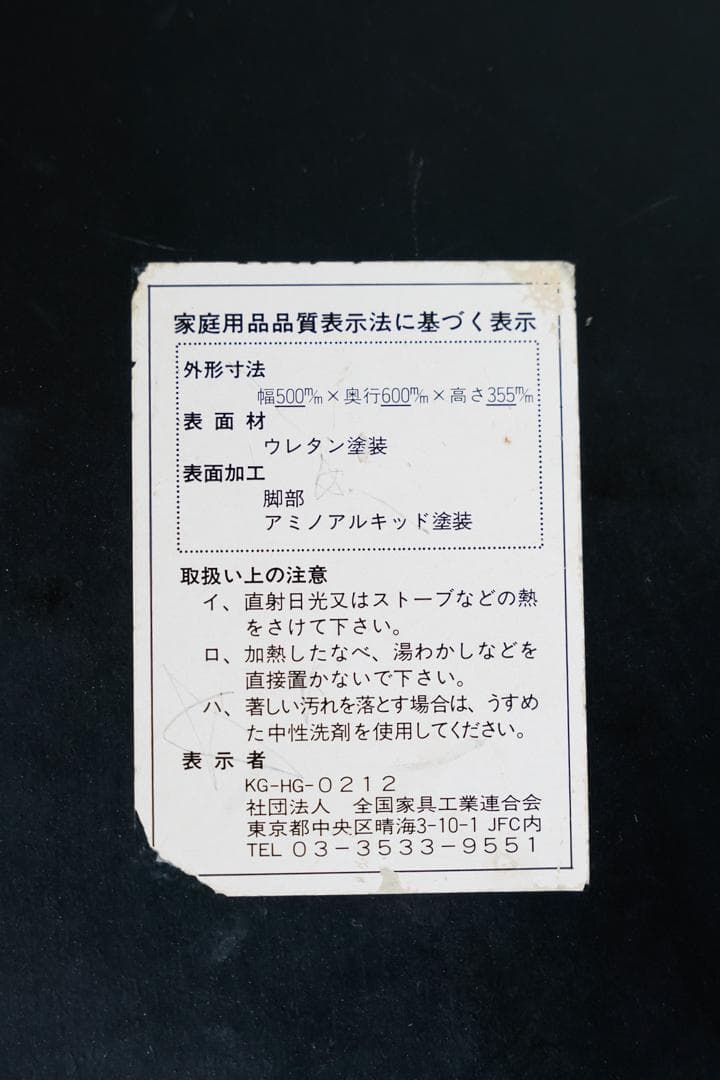 家庭用品品質表示法に基づく表示
外形寸法
幅500m/m×奥行600m/m×高さ355m/m
表面材
ウレタン塗装
表面加工
脚部
アミノアルキッド塗装
取扱い上の注意
イ、直射日光又はストーブなどの熱
をさけて下さい。
ロ、加熱したなべ、湯わかしなどを
直接置かないで下さい。
ハ、著しい汚れを落とす場合は、うすめ
た中性洗剤を使用してください。
表示者
KG-HG-0212
社団法人 全国家具工業連合会
東京都中央区晴海3-10-1 JFC内
TEL 03-3533-9551